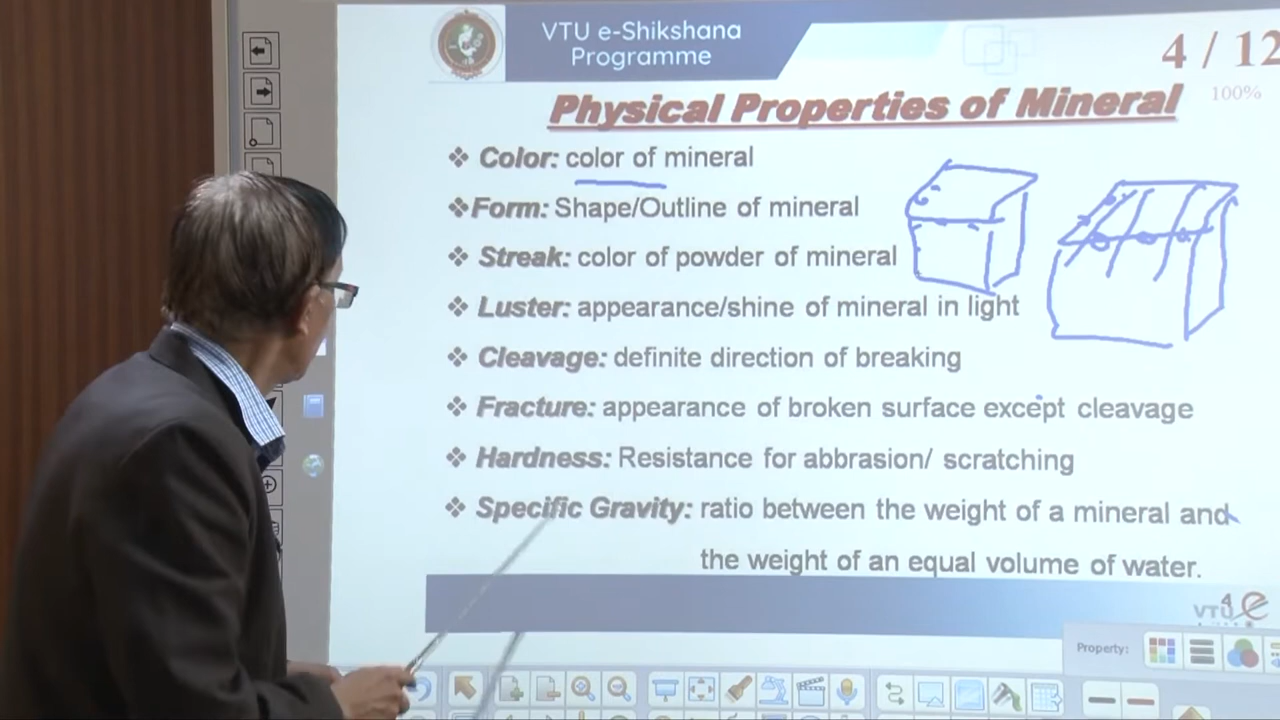 VTU e-Shikshana
Programme
4 / 12
100%
Physical Properties of Mineral
❖ Color: color of mineral
❖ Form: Shape/Outline of mineral
❖ Streak: color of powder of mineral
❖ Luster: appearance/shine of mineral in light
❖ Cleavage: definite direction of breaking
❖ Fracture: appearance of broken surface except cleavage
❖ Hardness: Resistance for abbrasion/ scratching
❖ Specific Gravity: ratio between the weight of a mineral and
the weight of an equal volume of water.
4
VTU e
Property: